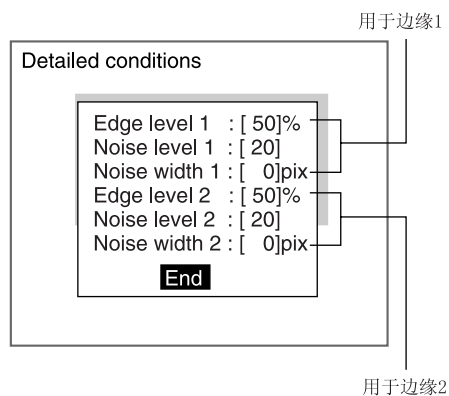 用于边缘1
Detailed conditions
Edge level 1 : [ 50]%
Noise level 1 : [ 20]
Noise width 1 : [ 0]pix
Edge level 2 : [ 50]%
Noise level 2 : [ 20]
Noise width 2 : [ 0]pix
End
用于边缘2